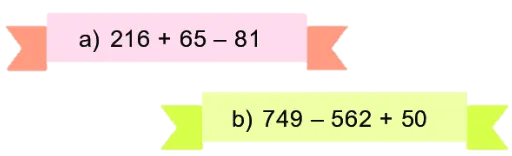 a) 216 + 65 – 81
b) 749 – 562 + 50